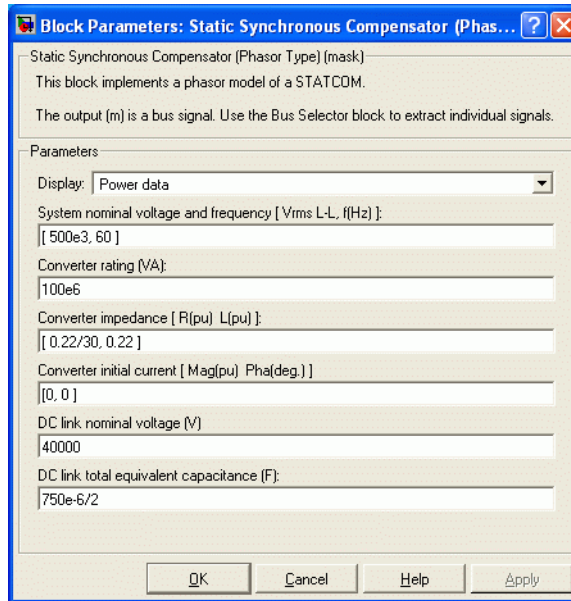 Block Parameters: Static Synchronous Compensator (Phas...
Static Synchronous Compensator (Phasor Type) (mask)
This block implements a phasor model of a STATCOM.
The output (m) is a bus signal. Use the Bus Selector block to extract individual signals.
Parameters
Display: Power data
System nominal voltage and frequency [ Vrms L-L, f(Hz) ]:
[ 500e3, 60 ]
Converter rating (VA):
100e6
Converter impedance [ R(pu) L(pu) ]:
[ 0.22/30, 0.22 ]
Converter initial current [ Mag(pu) Pha(deg.) ]
[0, 0 ]
DC link nominal voltage (V)
40000
DC link total equivalent capacitance (F):
750e-6/2
OK Cancel Help Apply